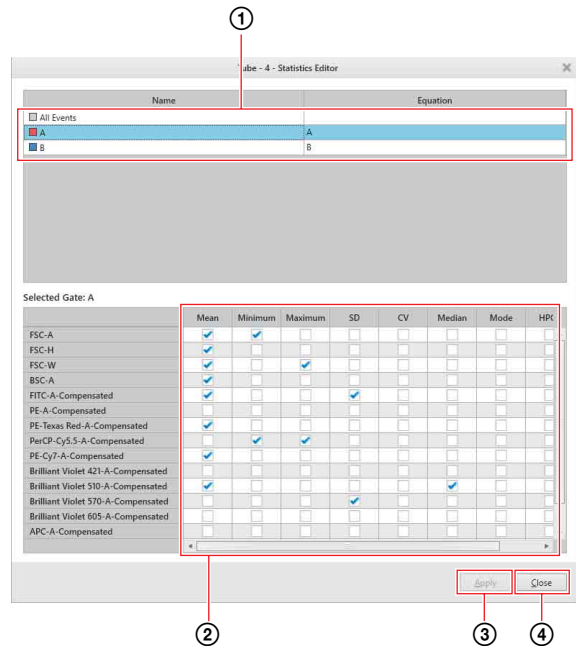 ①
ube - 4 - Statistics Editor
Name Equation
All Events
A A
B B
Selected Gate: A
Mean Minimum Maximum SD CV Median Mode HPC
FSC-A
FSC-H
FSC-W
BSC-A
FITC-A-Compensated
PE-A-Compensated
PE-Texas Red-A-Compensated
PerCP-Cy5.5-A-Compensated
PE-Cy7-A-Compensated
Brilliant Violet 421-A-Compensated
Brilliant Violet 510-A-Compensated
Brilliant Violet 570-A-Compensated
Brilliant Violet 605-A-Compensated
APC-A-Compensated
Apply Close
② ③ ④